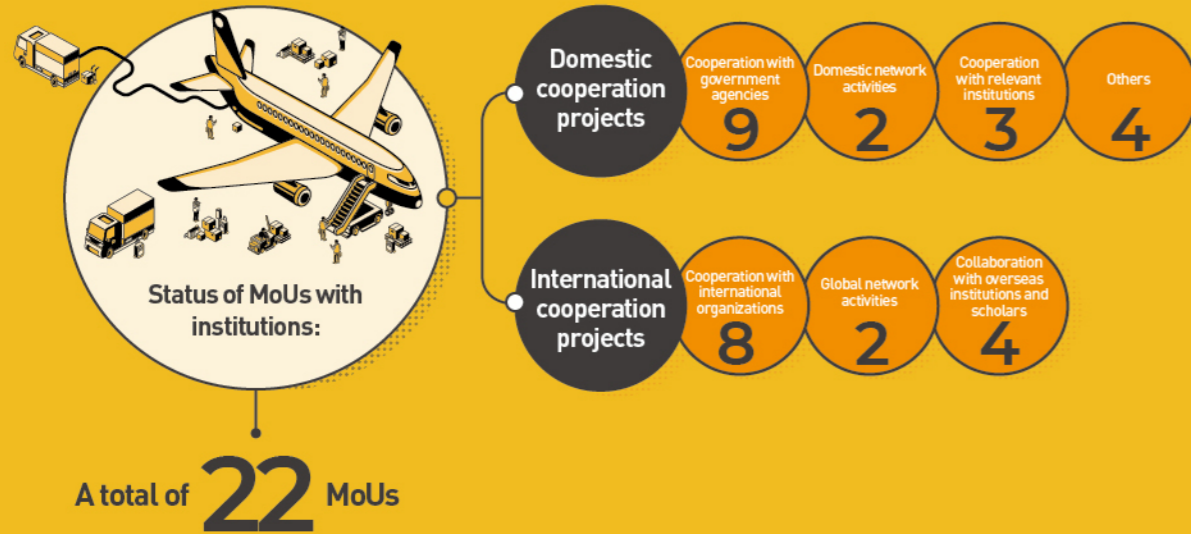 Status of MoUs with
institutions:
A total of 22 MoUs
Domestic
cooperation
projects
Cooperation with
government
agencies
9
Domestic network
activities
2
Cooperation
with relevant
institutions
3
Others
4
International
cooperation
projects
Cooperation with
international
organizations
8
Global network
activities
2
Collaboration
with overseas
institutions and
scholars
4